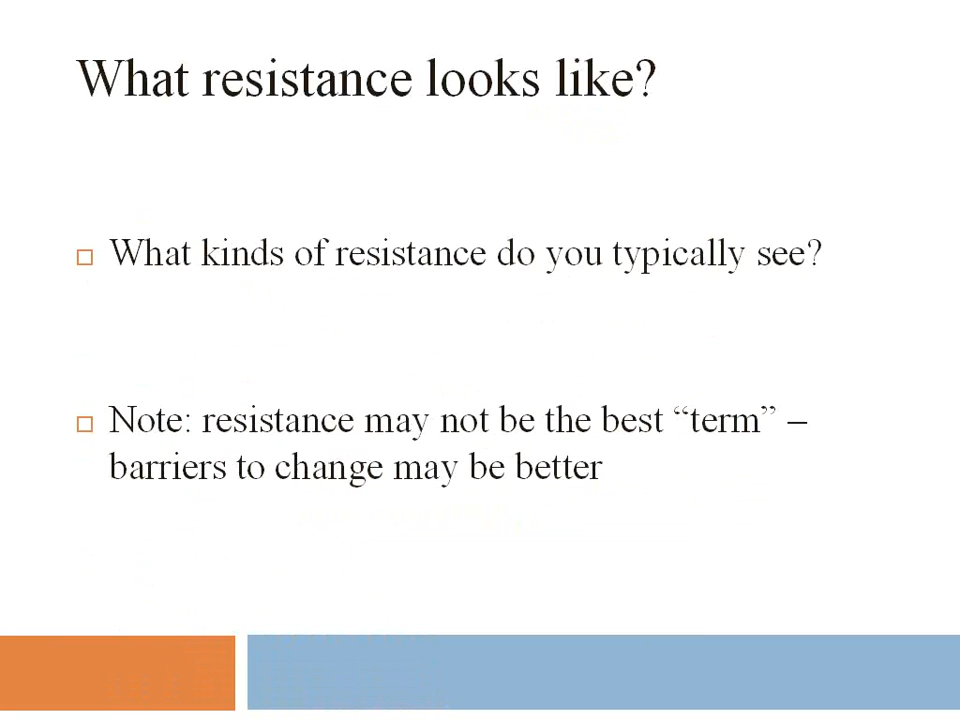 What resistance looks like?
What kinds of resistance do you typically see?
Note: resistance may not be the best “term” –
barriers to change may be better